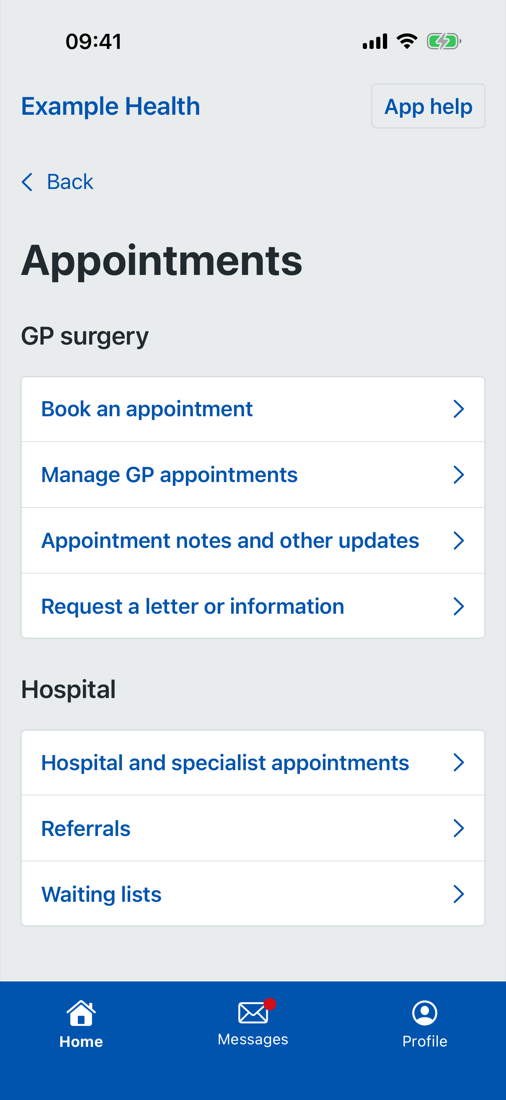 09:41
Example Health
App help
Back
Appointments
GP surgery
Book an appointment
Manage GP appointments
Appointment notes and other updates
Request a letter or information
Hospital
Hospital and specialist appointments
Referrals
Waiting lists
Home
Messages
Profile